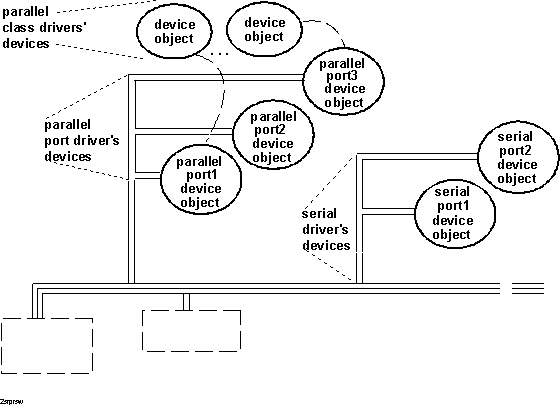 parallel
class drivers'
devices
device
object
...
device
object
parallel
port3
device
object
parallel
port driver's
devices
parallel
port2
device
object
parallel
port1
device
object
serial
port2
device
object
serial
port1
device
object
serial
driver's
devices